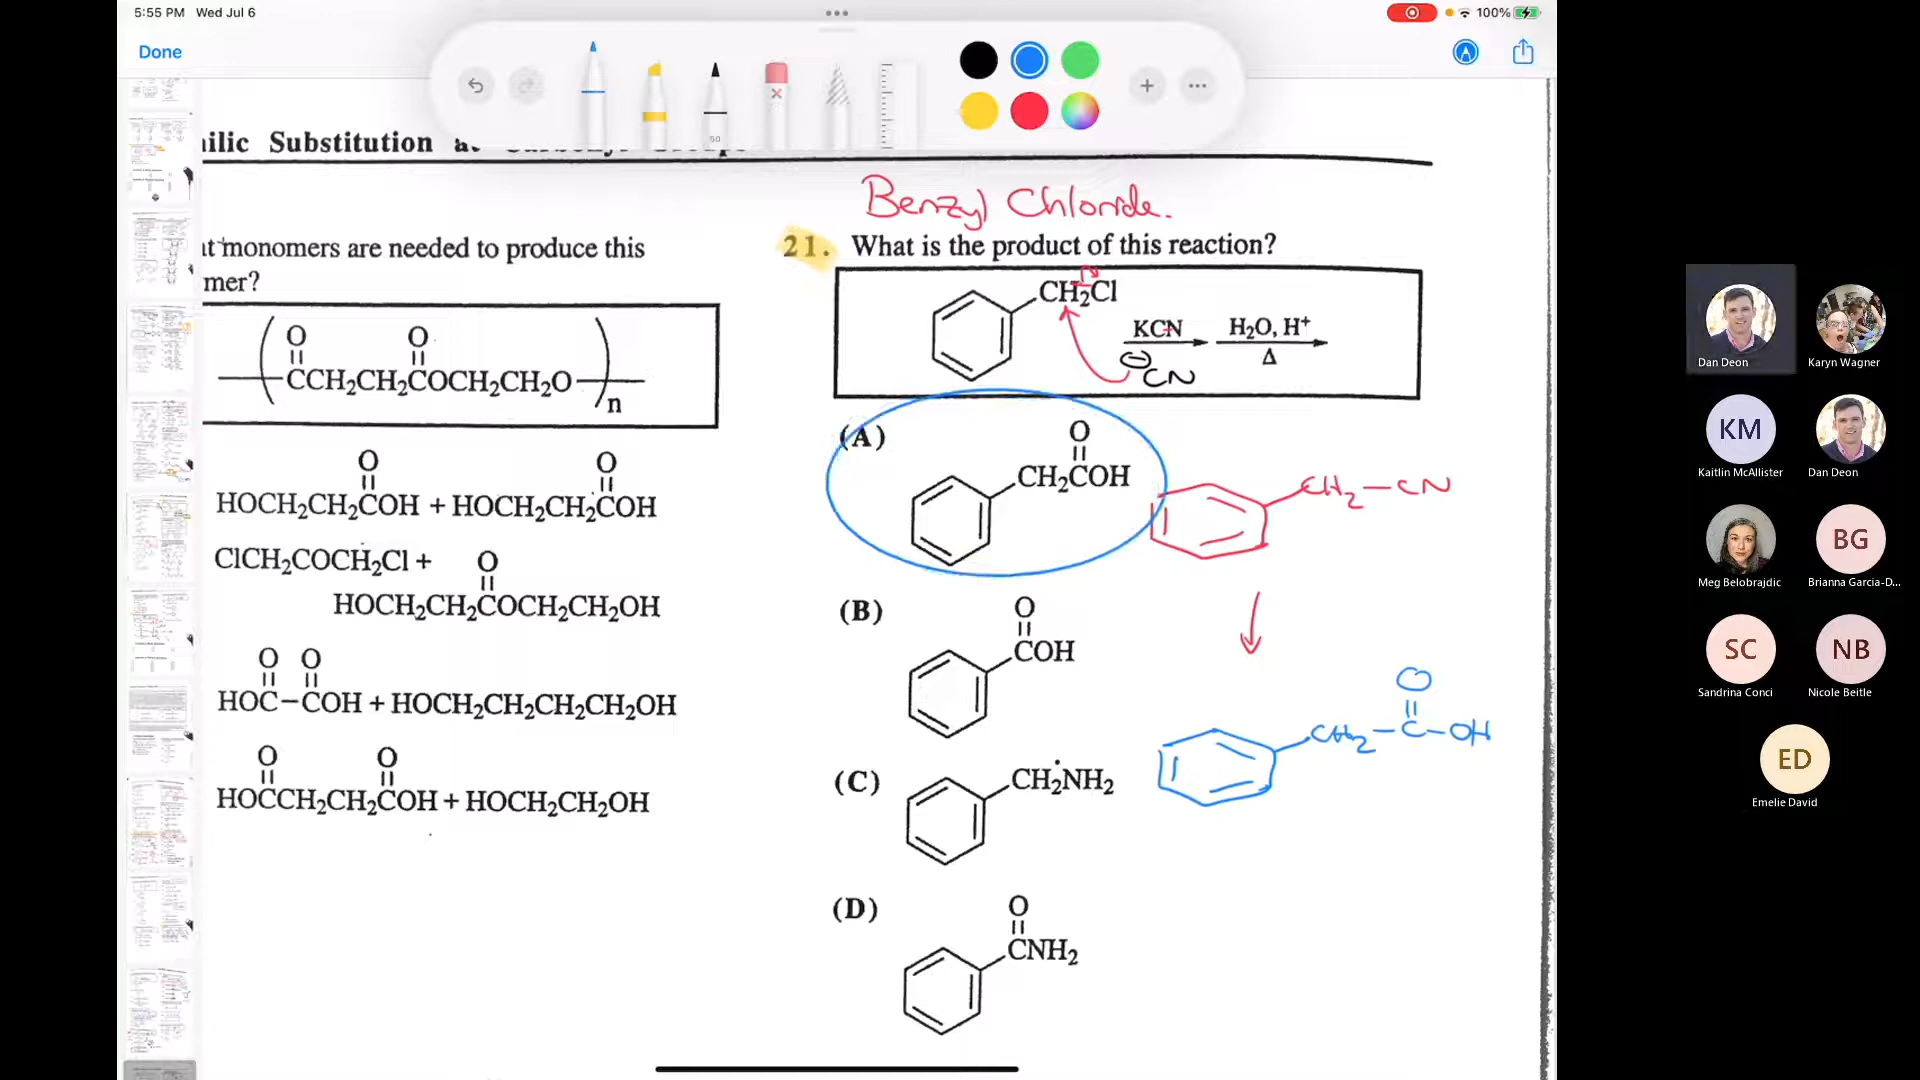 5:55 PM Wed Jul 6
100%
Done
50
ilic Substitution at
Benzyl Chloride.
at monomers are needed to produce this
mer?
O O
CCH₂CH₂COCH₂CH₂O
n
O O
HOCH₂CH₂COH + HOCH₂CH₂COH
ClCH₂COCH₂Cl +
O
HOCH₂CH₂COCH₂CH₂OH
O O
HOC–COH + HOCH₂CH₂CH₂CH₂OH
O O
HOCCH₂CH₂COH + HOCH₂CH₂OH
21. What is the product of this reaction?
CH₂Cl
KCN H₂O, H⁺
Δ
⊖CN
(A)
O
CH₂COH
CH₂–CN
(B)
O
COH
O
CH₂–C–OH
(C)
CH₂NH₂
(D)
O
CNH₂
Dan Deon
Karyn Wagner
KM
Kaitlin McAllister
Dan Deon
Meg Belobrajdic
BG
Brianna Garcia-D...
SC
Sandrina Conci
NB
Nicole Beitle
ED
Emelie David